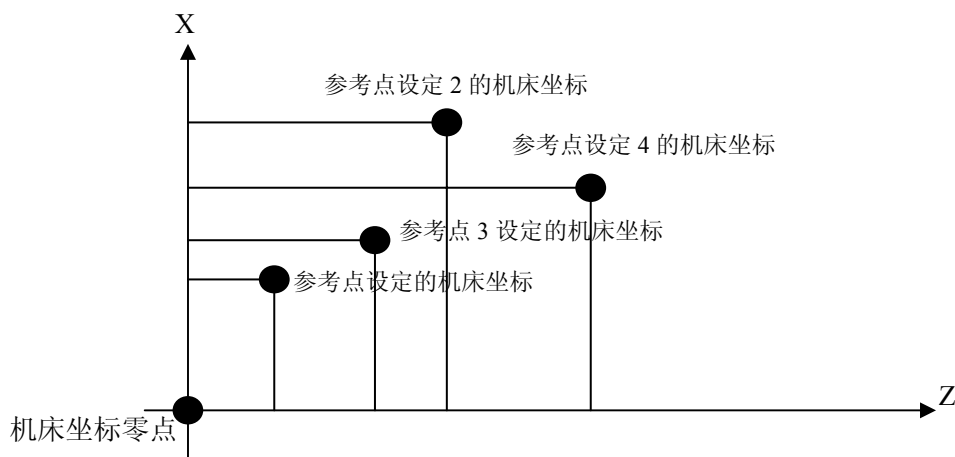 X
参考点设定 2 的机床坐标
参考点设定 4 的机床坐标
参考点 3 设定的机床坐标
参考点设定的机床坐标
Z
机床坐标零点